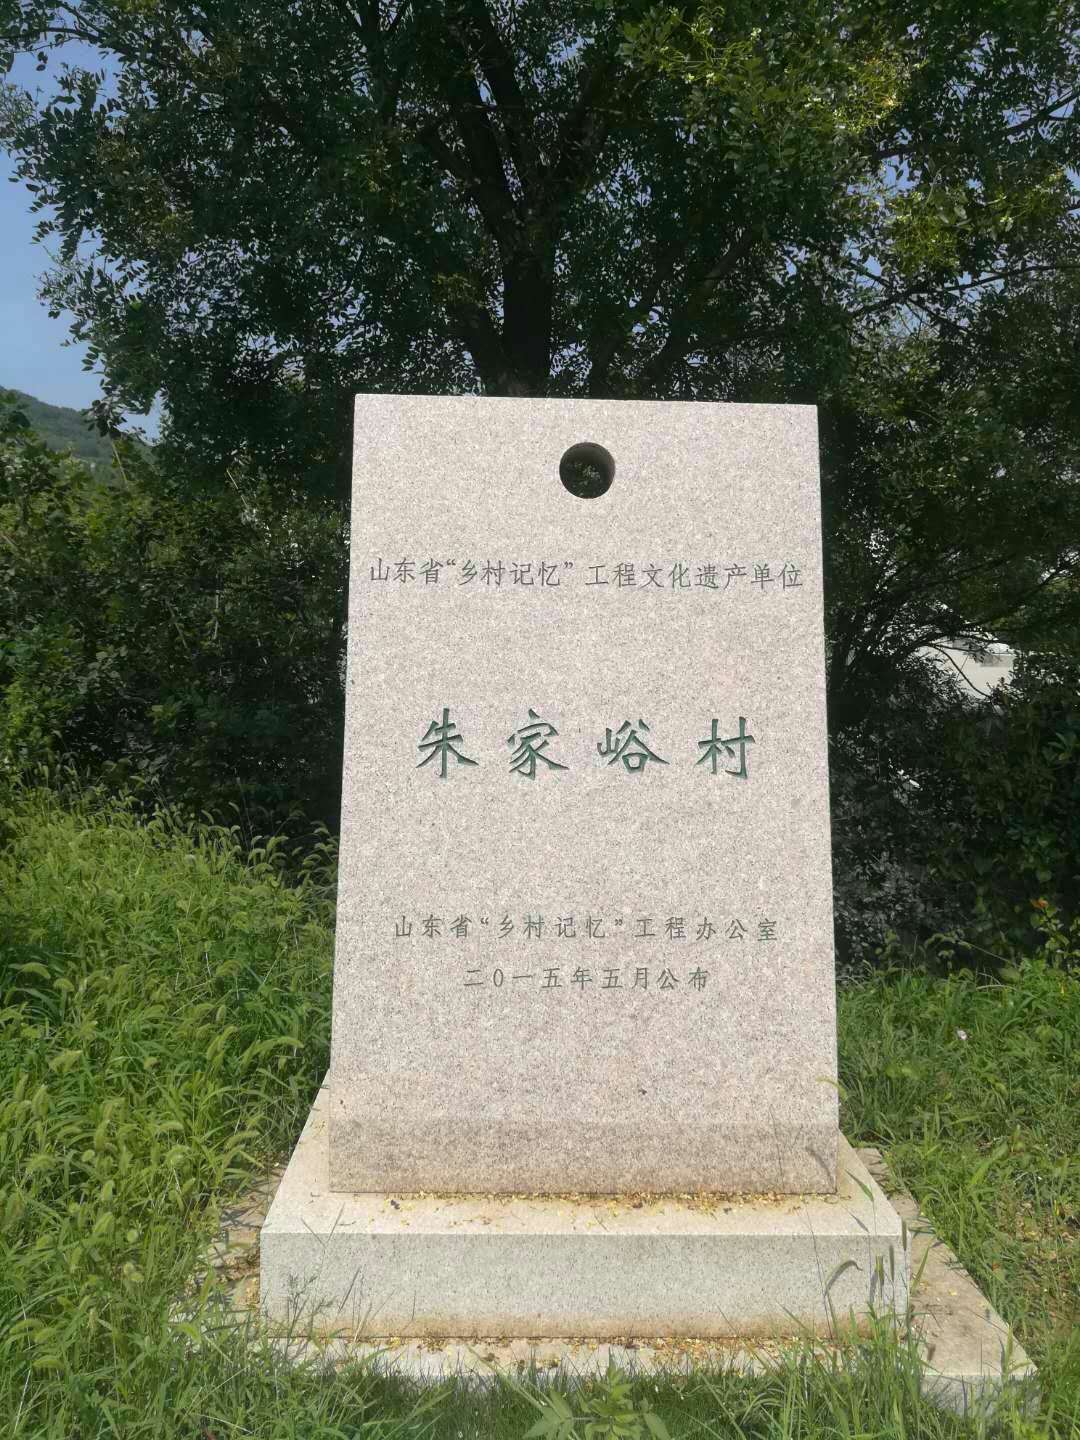 山东省“乡村记忆”工程文化遗产单位
朱家峪村
山东省“乡村记忆”工程办公室
二0一五年五月公布